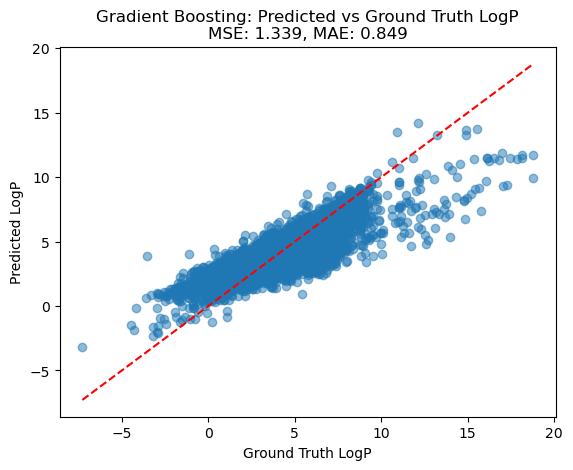 Gradient Boosting: Predicted vs Ground Truth LogP
MSE: 1.339, MAE: 0.849
20
15
10
5
0
−5
Predicted LogP
−5 0 5 10 15 20
Ground Truth LogP